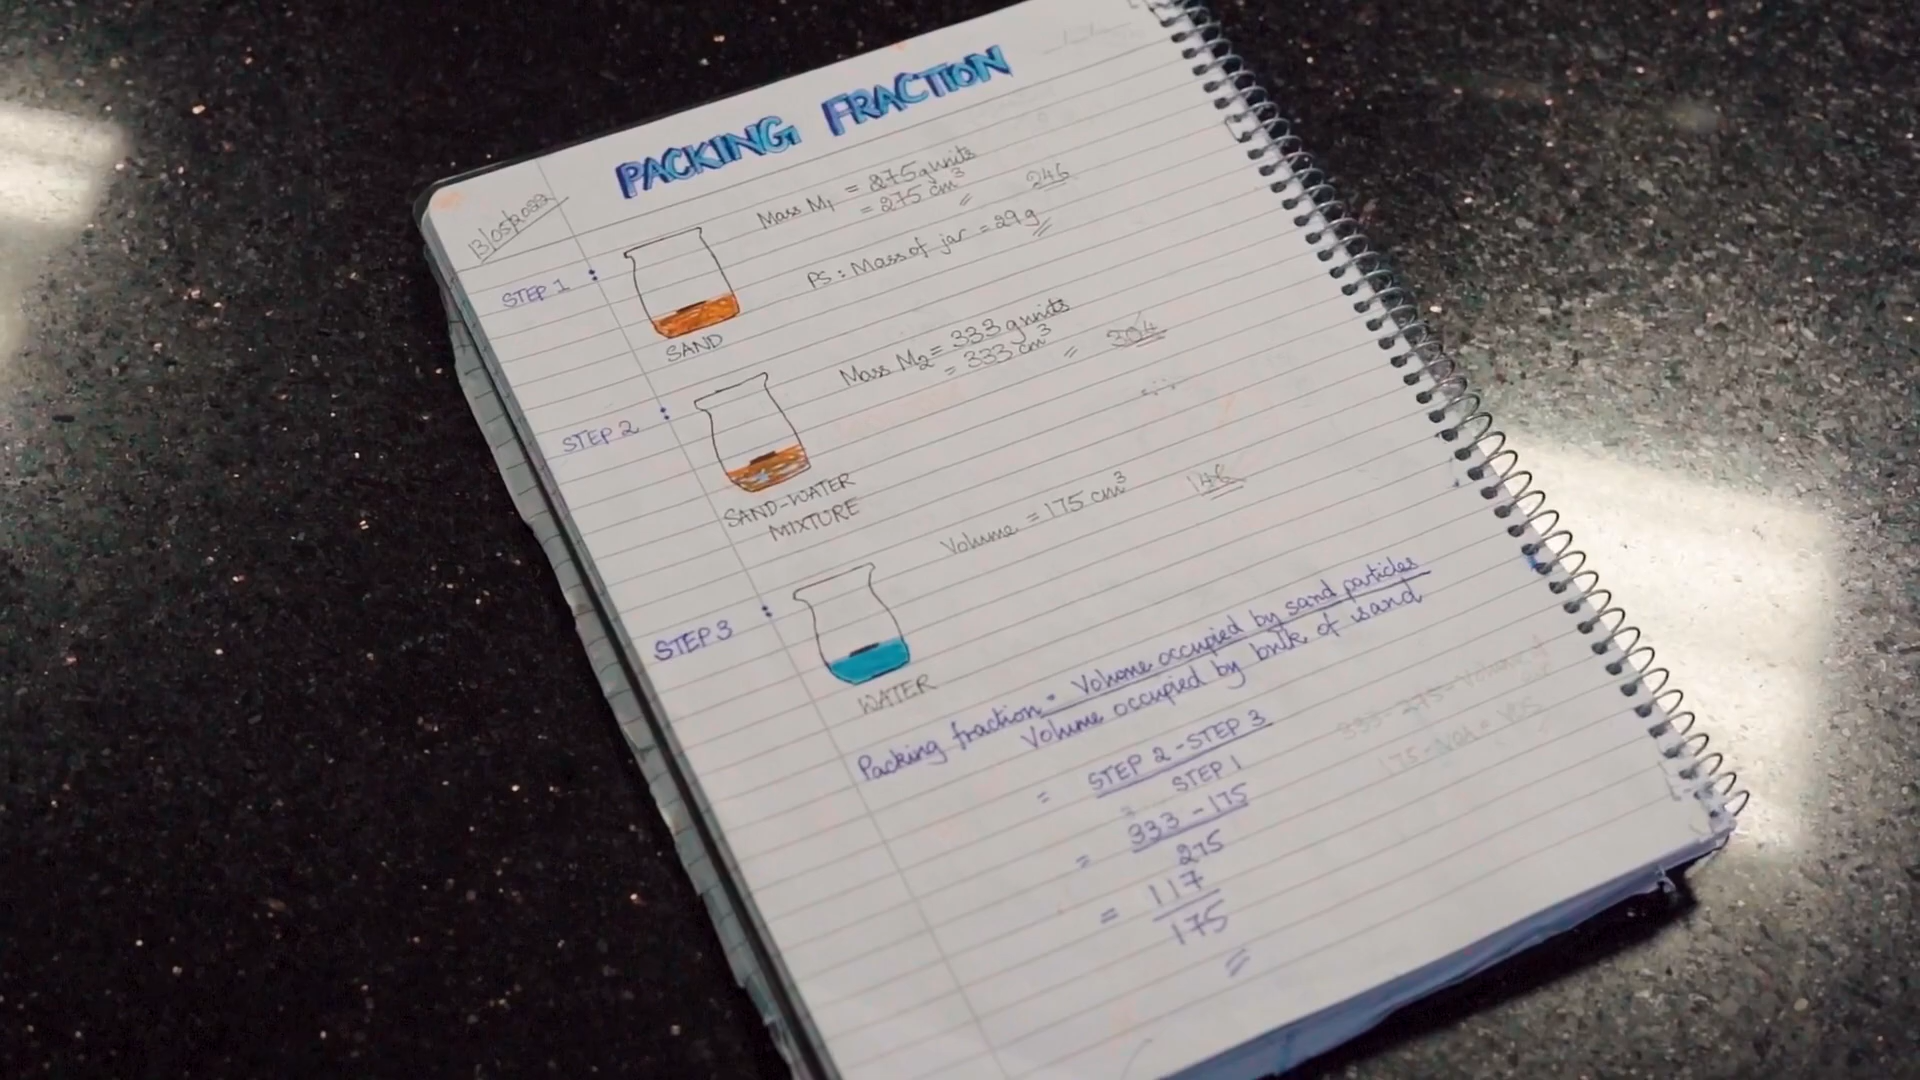 PACKING FRACTION
13/05/2022
Mass M₁ = 275 g units
= 275 cm³
246
PS : Mass of jar = 29 g
STEP 1 :
SAND
Mass M₂ = 333 g units
= 333 cm³
304
STEP 2 :
SAND-WATER
MIXTURE
Volume = 175 cm³
146
STEP 3 :
WATER
Packing fraction = Volume occupied by sand particles
Volume occupied by bulk of sand
= STEP 2 - STEP 3
STEP 1
= 333 - 175
275
= 117
175